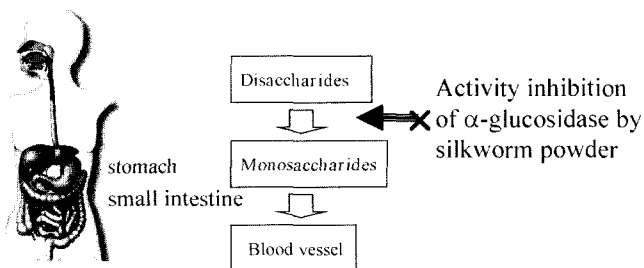 Disaccharides
Activity inhibition
of α-glucosidase by
silkworm powder
stomach
Monosaccharides
small intestine
Blood vessel